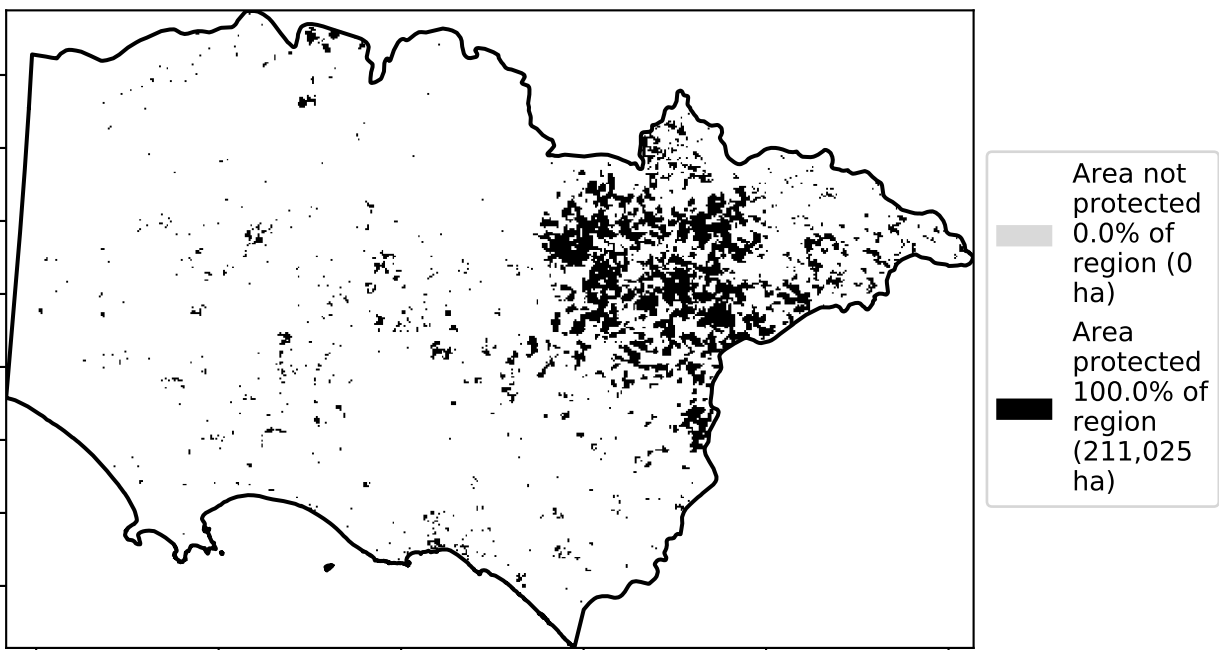 Area not
protected
0.0% of
region (0
ha)
Area
protected
100.0% of
region
(211,025
ha)